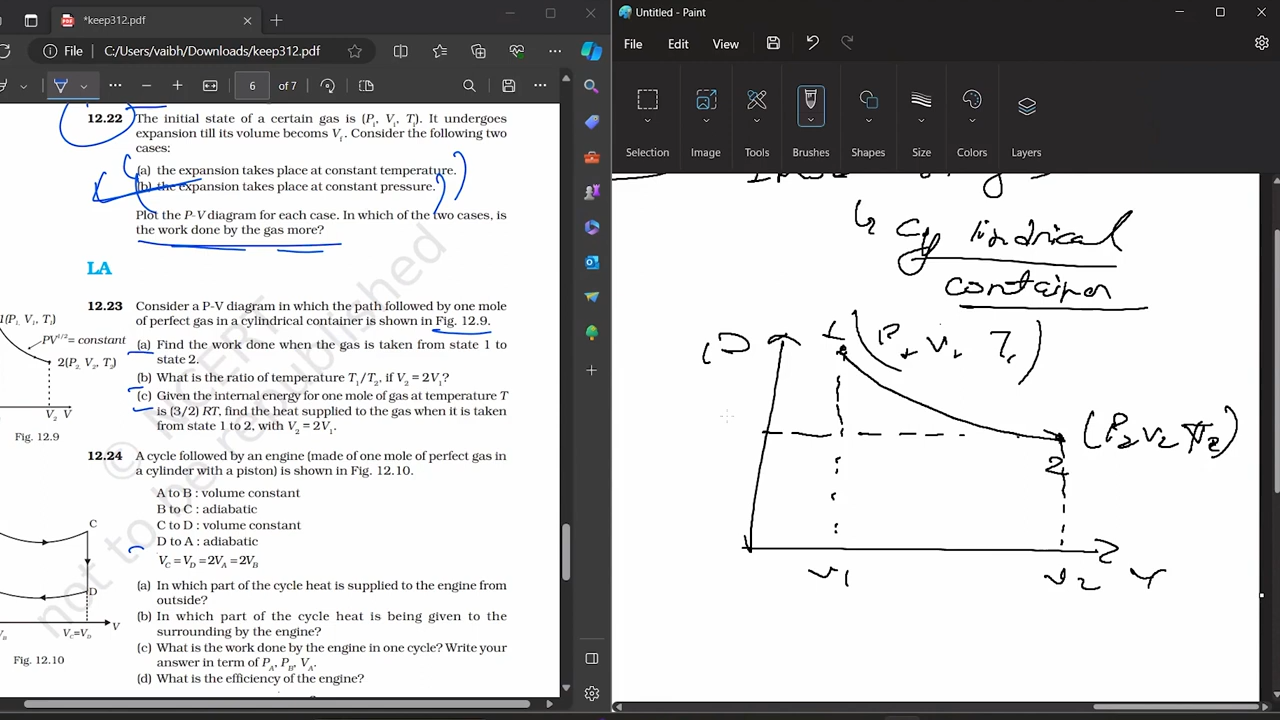 *keep312.pdf
File
C:/Users/vaibh/Downloads/keep312.pdf
6
of 7
12.22 The initial state of a certain gas is (Pi, Vi, Ti). It undergoes
expansion till its volume becoms Vf. Consider the following two
cases:
(a) the expansion takes place at constant temperature.
(b) the expansion takes place at constant pressure.
Plot the P-V diagram for each case. In which of the two cases, is
the work done by the gas more?
LA
12.23 Consider a P-V diagram in which the path followed by one mole
of perfect gas in a cylindrical container is shown in Fig. 12.9.
(a) Find the work done when the gas is taken from state 1 to
state 2.
(b) What is the ratio of temperature T1/T2, if V2 = 2V1?
(c) Given the internal energy for one mole of gas at temperature T
is (3/2) RT, find the heat supplied to the gas when it is taken
from state 1 to 2, with V2 = 2V1.
1(P1, V1, T1)
PV1/2= constant
2(P2, V2, T2)
V2 V
Fig. 12.9
12.24 A cycle followed by an engine (made of one mole of perfect gas in
a cylinder with a piston) is shown in Fig. 12.10.
A to B : volume constant
B to C : adiabatic
C to D : volume constant
D to A : adiabatic
VC = VD = 2VA = 2VB
(a) In which part of the cycle heat is supplied to the engine from
outside?
(b) In which part of the cycle heat is being given to the
surrounding by the engine?
(c) What is the work done by the engine in one cycle? Write your
answer in term of PA, PB, VA.
(d) What is the efficiency of the engine?
C
D
VB
VC=VD
V
Fig. 12.10
© NCERT
not to be republished
Untitled - Paint
File Edit View
Selection Image Tools Brushes Shapes Size Colors Layers
Cylindrical
container
1 (P1 V1 T1)
(P2 V2 T2)
2
V1 V2 V